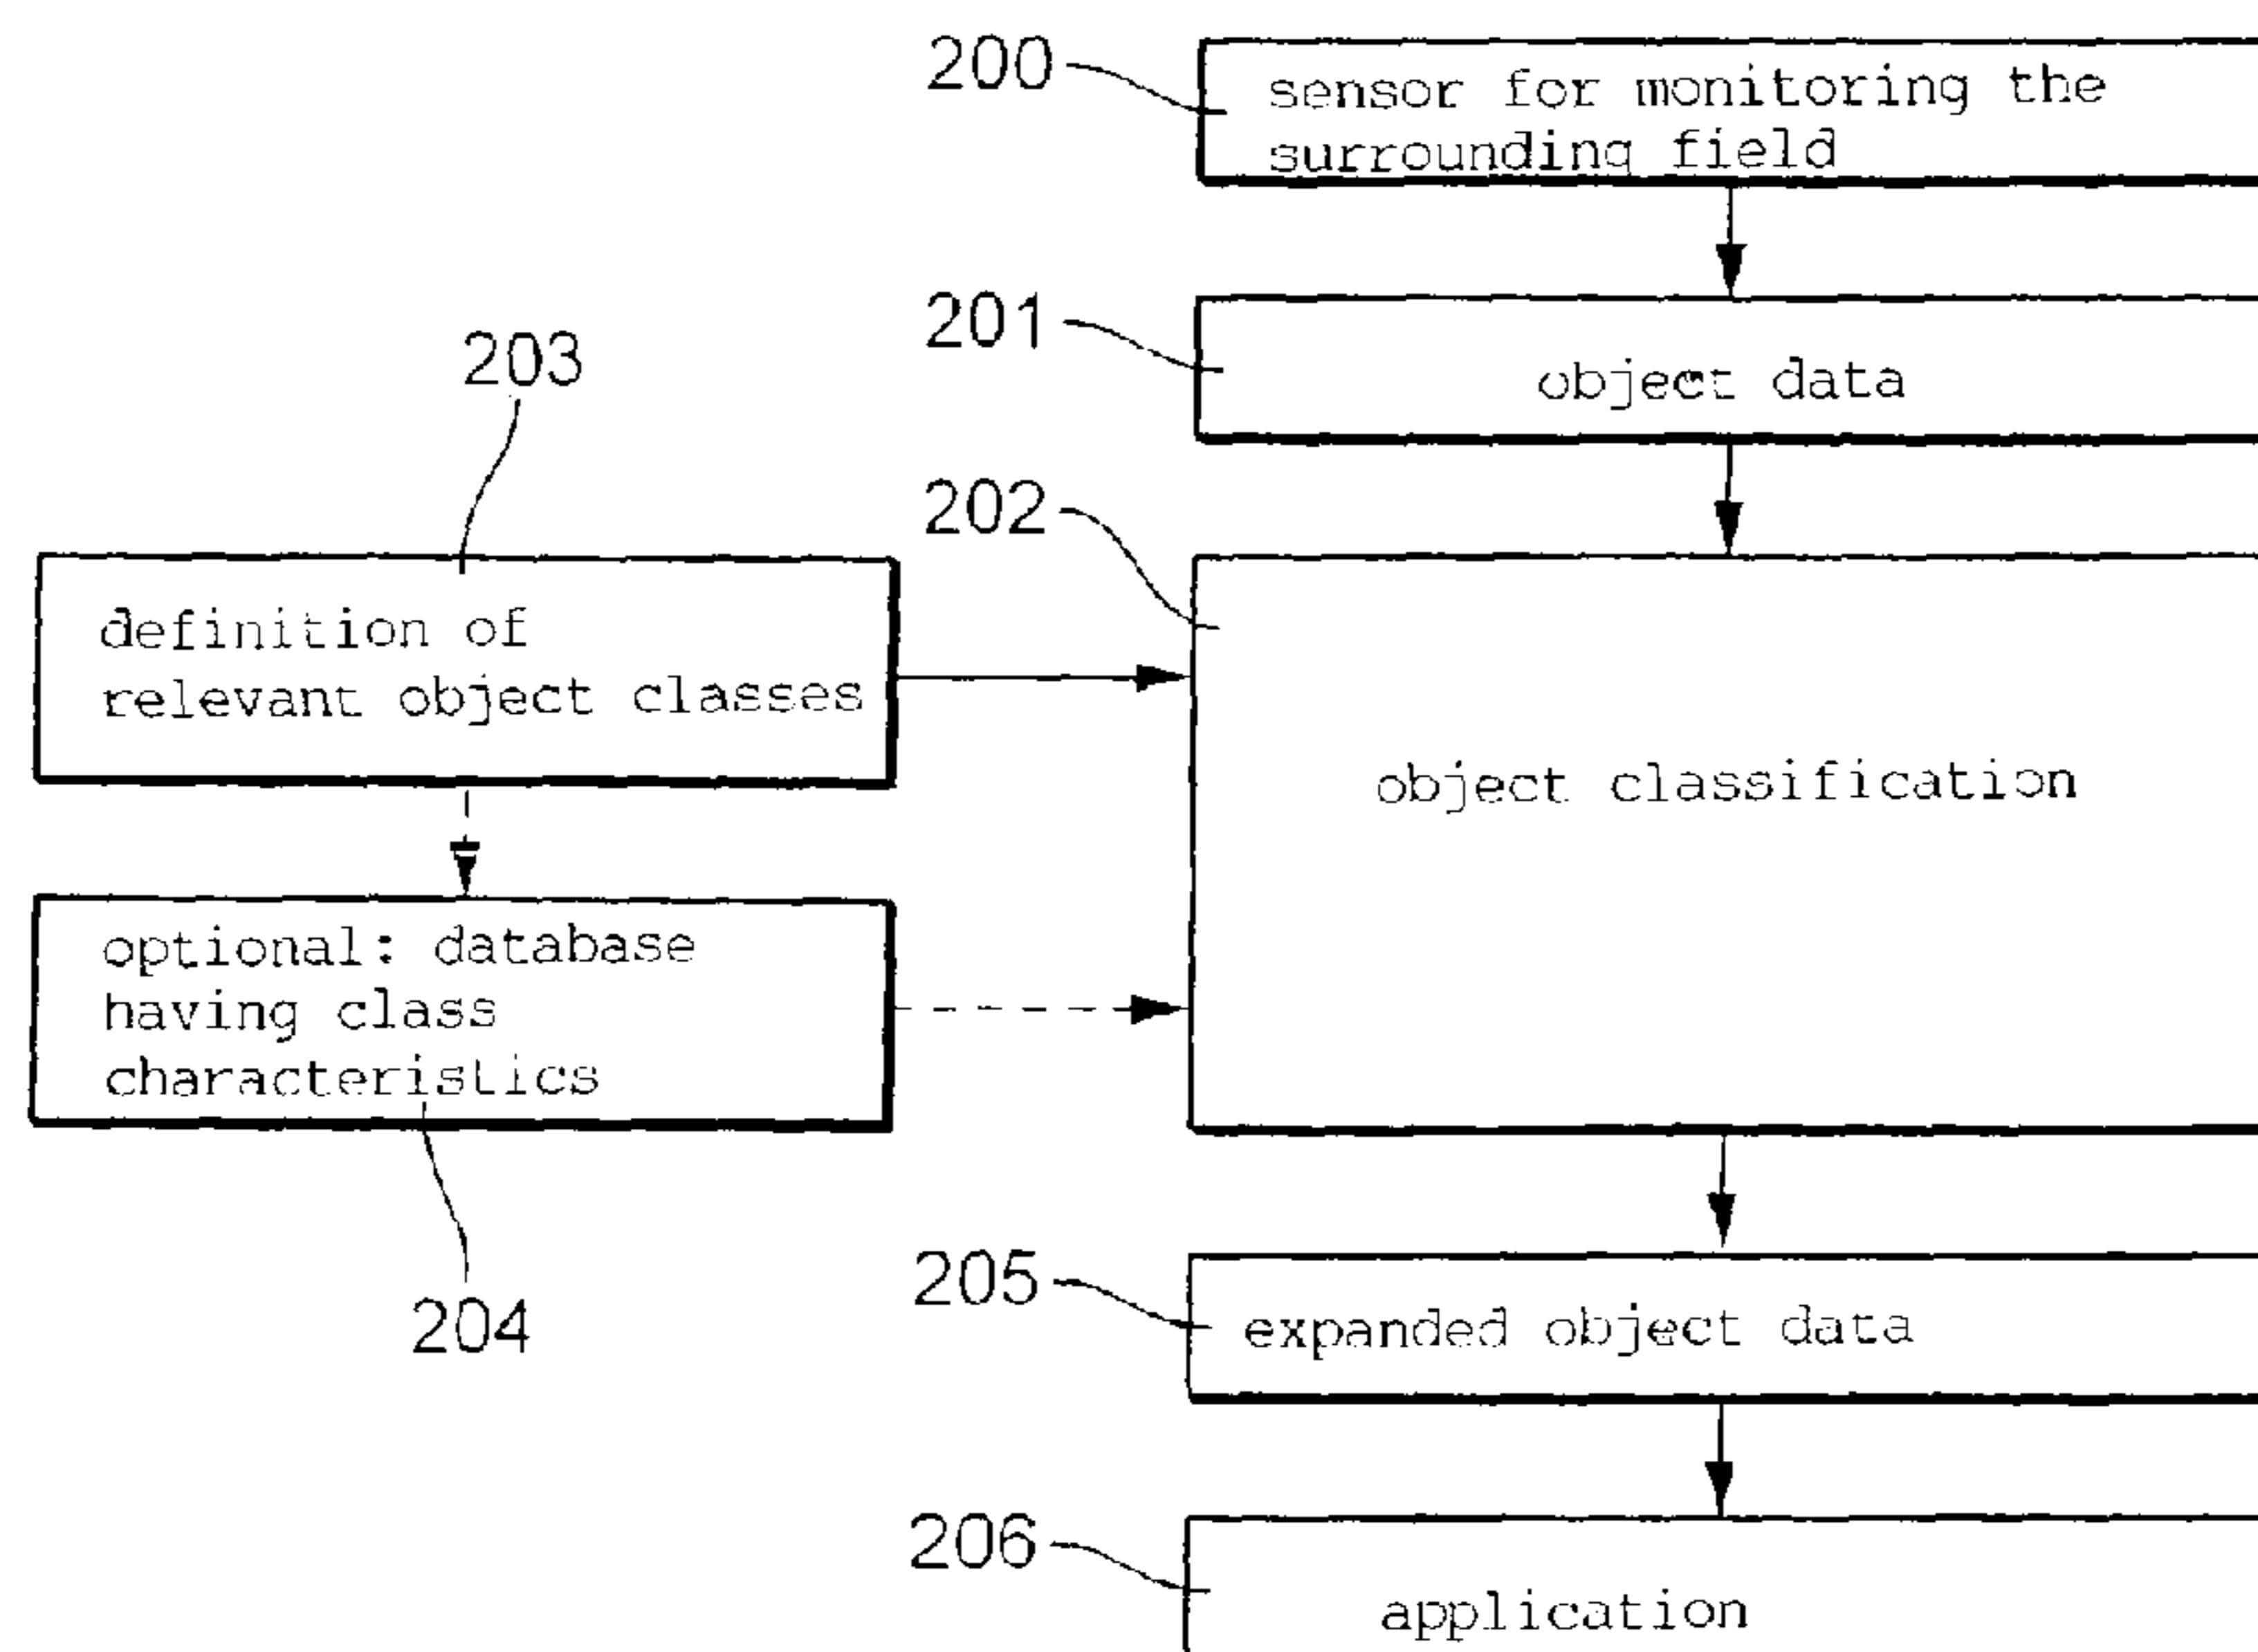 200
sensor for monitoring the
surrounding field
201
object data
203
202
definition of
relevant object classes
object classification
optional: database
having class
characteristics
204
205
expanded object data
206
application